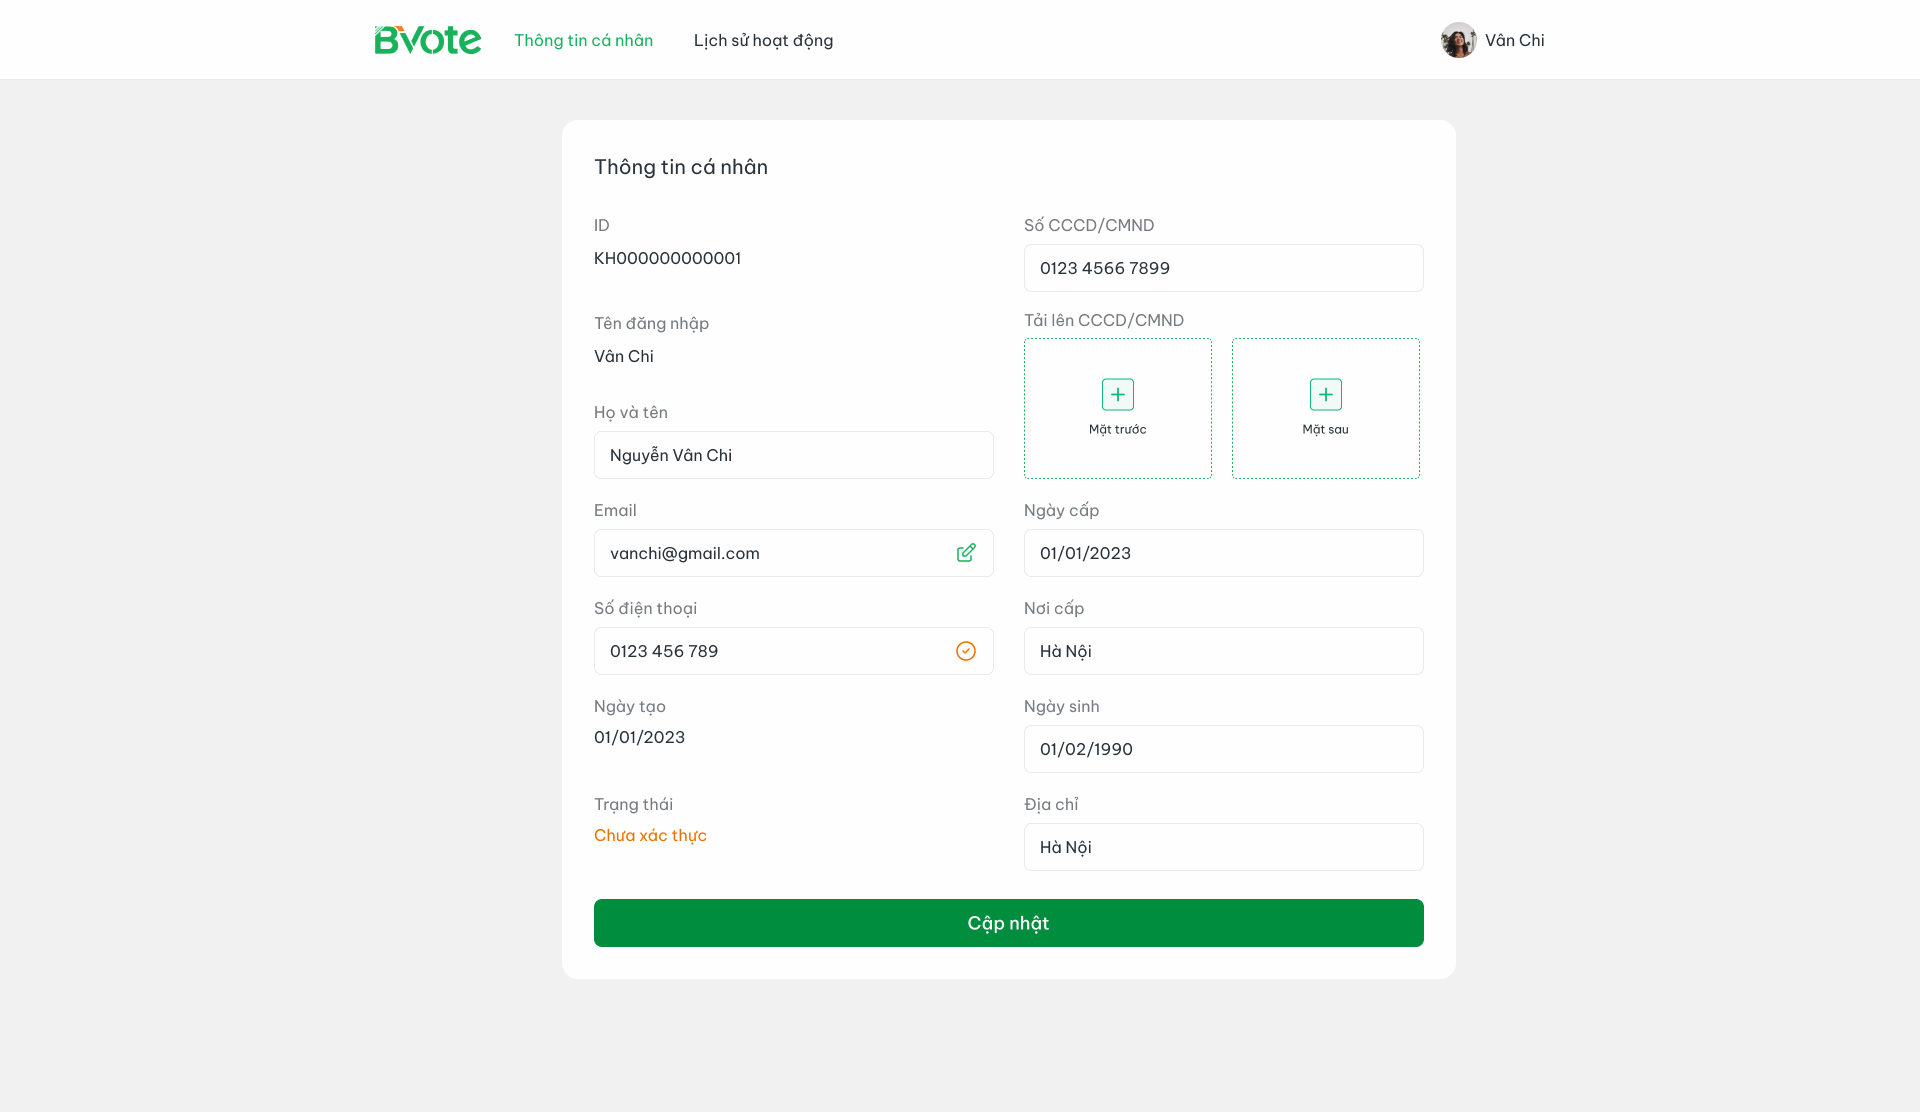 BVote
Thông tin cá nhân
Lịch sử hoạt động
Vân Chi
Thông tin cá nhân
ID
KH000000000001
Tên đăng nhập
Vân Chi
Họ và tên
Nguyễn Vân Chi
Email
vanchi@gmail.com
Số điện thoại
0123 456 789
Ngày tạo
01/01/2023
Trạng thái
Chưa xác thực
Số CCCD/CMND
0123 4566 7899
Tải lên CCCD/CMND
Mặt trước
Mặt sau
Ngày cấp
01/01/2023
Nơi cấp
Hà Nội
Ngày sinh
01/02/1990
Địa chỉ
Hà Nội
Cập nhật